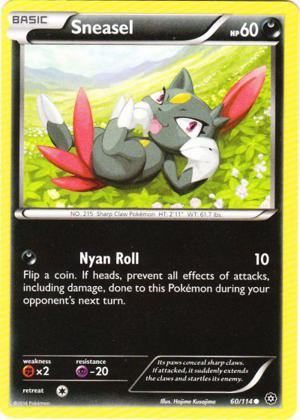 BASIC
Sneasel
HP60
NO. 215 Sharp Claw Pokémon HT: 2'11" WT: 61.7 lbs.
Nyan Roll 10
Flip a coin. If heads, prevent all effects of attacks,
including damage, done to this Pokémon during your
opponent's next turn.
weakness resistance
×2 -20
retreat
Its paws conceal sharp claws.
If attacked, it suddenly extends
the claws and startles its enemy.
©2016 Pokémon
Illus. Hajime Kusajima
60/114